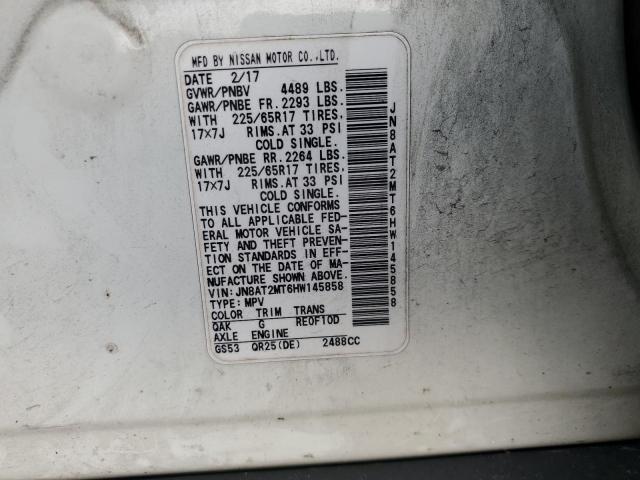 MFD BY NISSAN MOTOR CO.,LTD.
DATE 2/17
GVWR/PNBV 4489 LBS.
GAWR/PNBE FR. 2293 LBS.
WITH 225/65R17 TIRES,
17×7J RIMS.AT 33 PSI
COLD SINGLE.
GAWR/PNBE RR. 2264 LBS.
WITH 225/65R17 TIRES,
17×7J RIMS.AT 33 PSI
COLD SINGLE.
THIS VEHICLE CONFORMS
TO ALL APPLICABLE FED-
ERAL MOTOR VEHICLE SA-
FETY AND THEFT PREVEN-
TION STANDARDS IN EFF-
ECT ON THE DATE OF MA-
NUFACTURE SHOWN ABOVE.
VIN:JN8AT2MT6HW145858
TYPE:MPV
COLOR TRIM TRANS
QAK G RE0F10D
AXLE ENGINE
GS53 QR25(DE) 2488CC
JN8AT2MT6HW145858